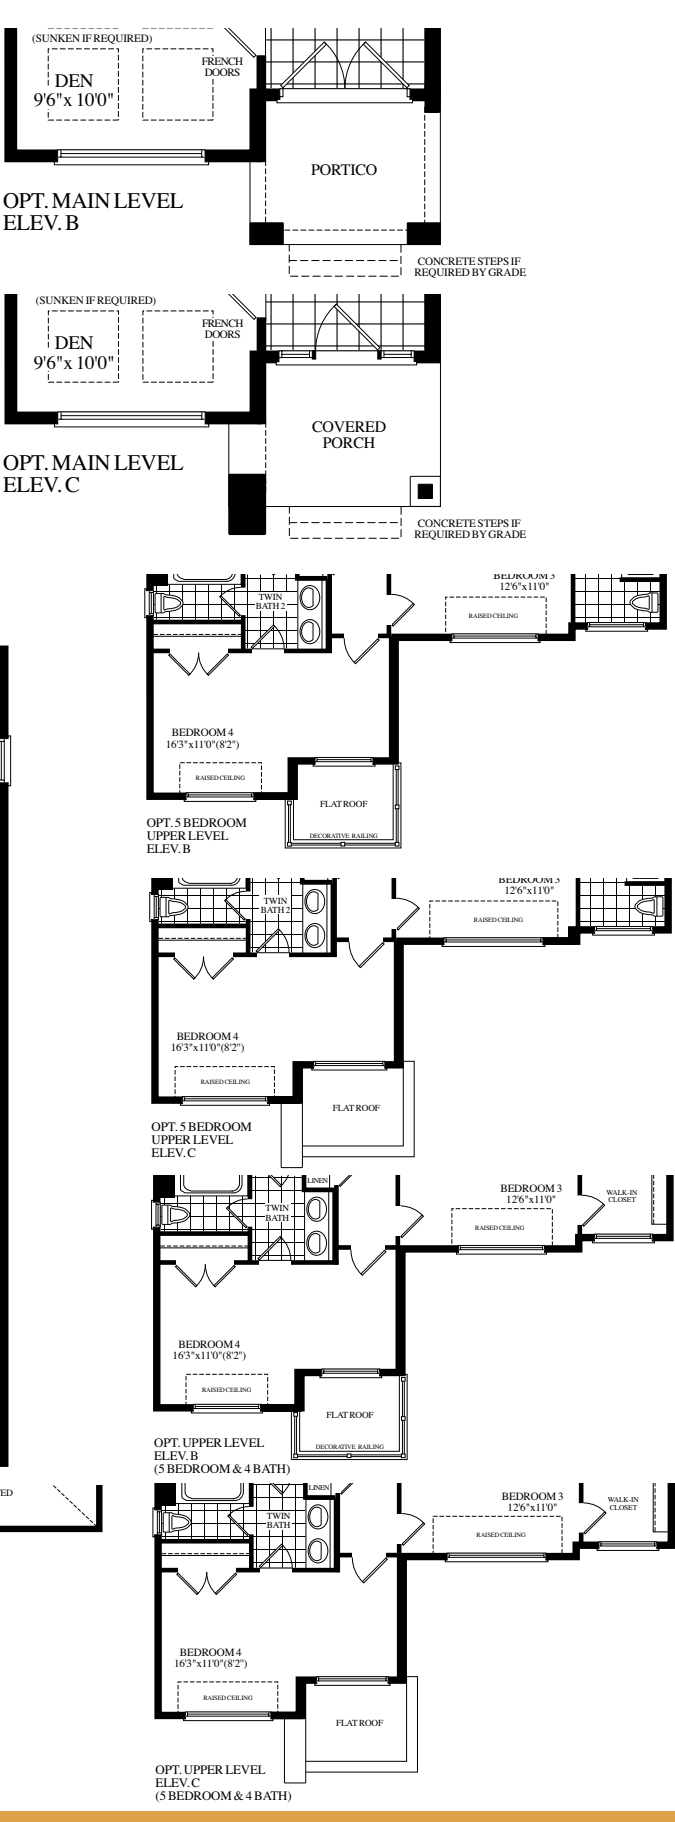 (SUNKEN IF REQUIRED)
FRENCH
DOORS
DEN
9'6"x 10'0"
PORTICO
OPT. MAIN LEVEL
ELEV. B
CONCRETE STEPS IF
REQUIRED BY GRADE
(SUNKEN IF REQUIRED)
FRENCH
DOORS
DEN
9'6"x 10'0"
COVERED
PORCH
OPT. MAIN LEVEL
ELEV. C
CONCRETE STEPS IF
REQUIRED BY GRADE
BEDROOM 3
12'6"x11'0"
TWIN
BATH 2
RAISED CEILING
BEDROOM 4
16'3"x11'0"(8'2")
RAISED CEILING
FLAT ROOF
DECORATIVE RAILING
OPT. 5 BEDROOM
UPPER LEVEL
ELEV. B
BEDROOM 3
12'6"x11'0"
TWIN
BATH 2
RAISED CEILING
BEDROOM 4
16'3"x11'0"(8'2")
RAISED CEILING
FLAT ROOF
OPT. 5 BEDROOM
UPPER LEVEL
ELEV. C
LINEN
BEDROOM 3
12'6"x11'0"
WALK-IN
CLOSET
TWIN
BATH
RAISED CEILING
BEDROOM 4
16'3"x11'0"(8'2")
RAISED CEILING
FLAT ROOF
DECORATIVE RAILING
OPT. UPPER LEVEL
ELEV. B
(5 BEDROOM & 4 BATH)
LINEN
TED
BEDROOM 3
12'6"x11'0"
WALK-IN
CLOSET
TWIN
BATH
RAISED CEILING
BEDROOM 4
16'3"x11'0"(8'2")
RAISED CEILING
FLAT ROOF
OPT. UPPER LEVEL
ELEV. C
(5 BEDROOM & 4 BATH)